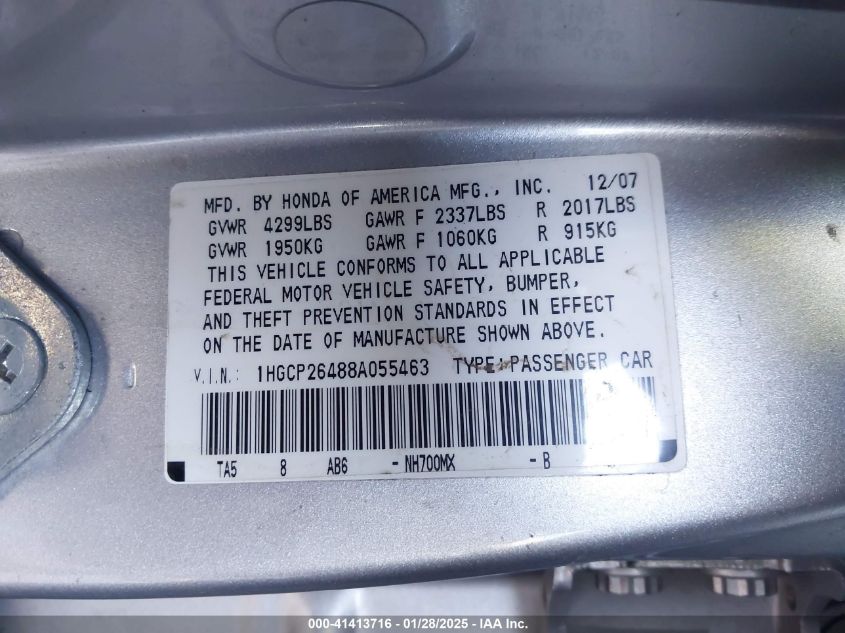 MFD. BY HONDA OF AMERICA MFG., INC. 12/07
GVWR 4299LBS GAWR F 2337LBS R 2017LBS
GVWR 1950KG GAWR F 1060KG R 915KG
THIS VEHICLE CONFORMS TO ALL APPLICABLE
FEDERAL MOTOR VEHICLE SAFETY, BUMPER,
AND THEFT PREVENTION STANDARDS IN EFFECT
ON THE DATE OF MANUFACTURE SHOWN ABOVE.
V.I.N.: 1HGCP26488A055463 TYPE: PASSENGER CAR
TA5 8 AB6 - NH700MX - B
000-41413716 - 01/28/2025 - IAA Inc.